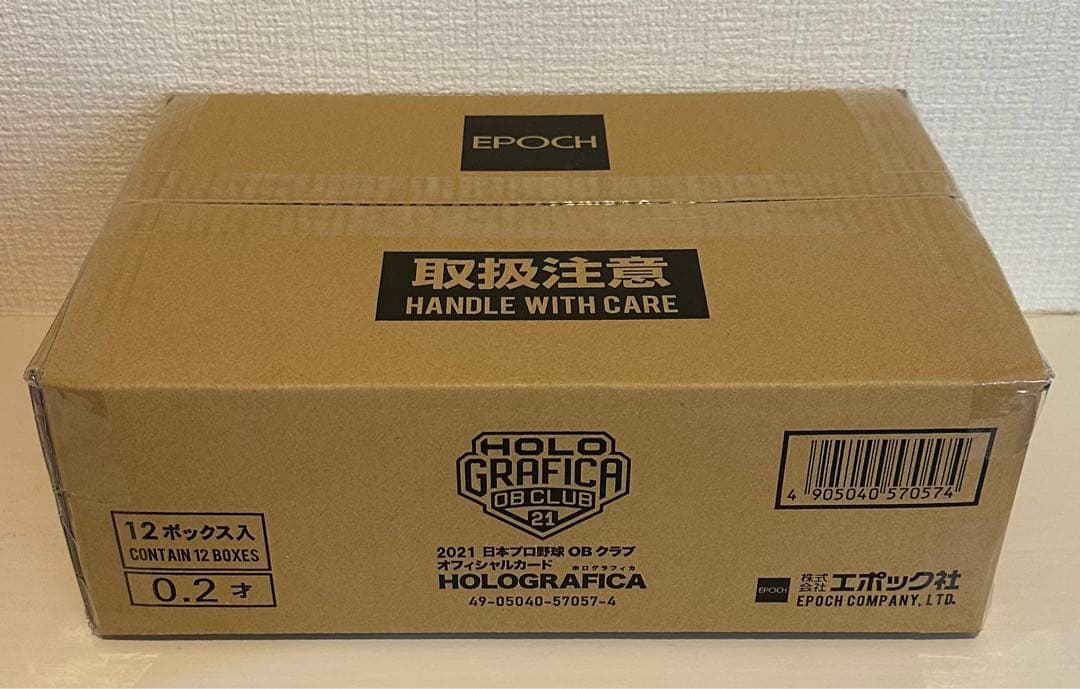 EPOCH
取扱注意
HANDLE WITH CARE
HOLO
GRAFICA
OB CLUB
21
2021 日本プロ野球 OB クラブ
オフィシャルカード
ホログラフィカ
HOLOGRAFICA
49-05040-57057-4
12 ボックス入
CONTAIN 12 BOXES
0.2 才
4 905040 570574
EPOCH
株式会社 エポック社
EPOCH COMPANY, LTD.